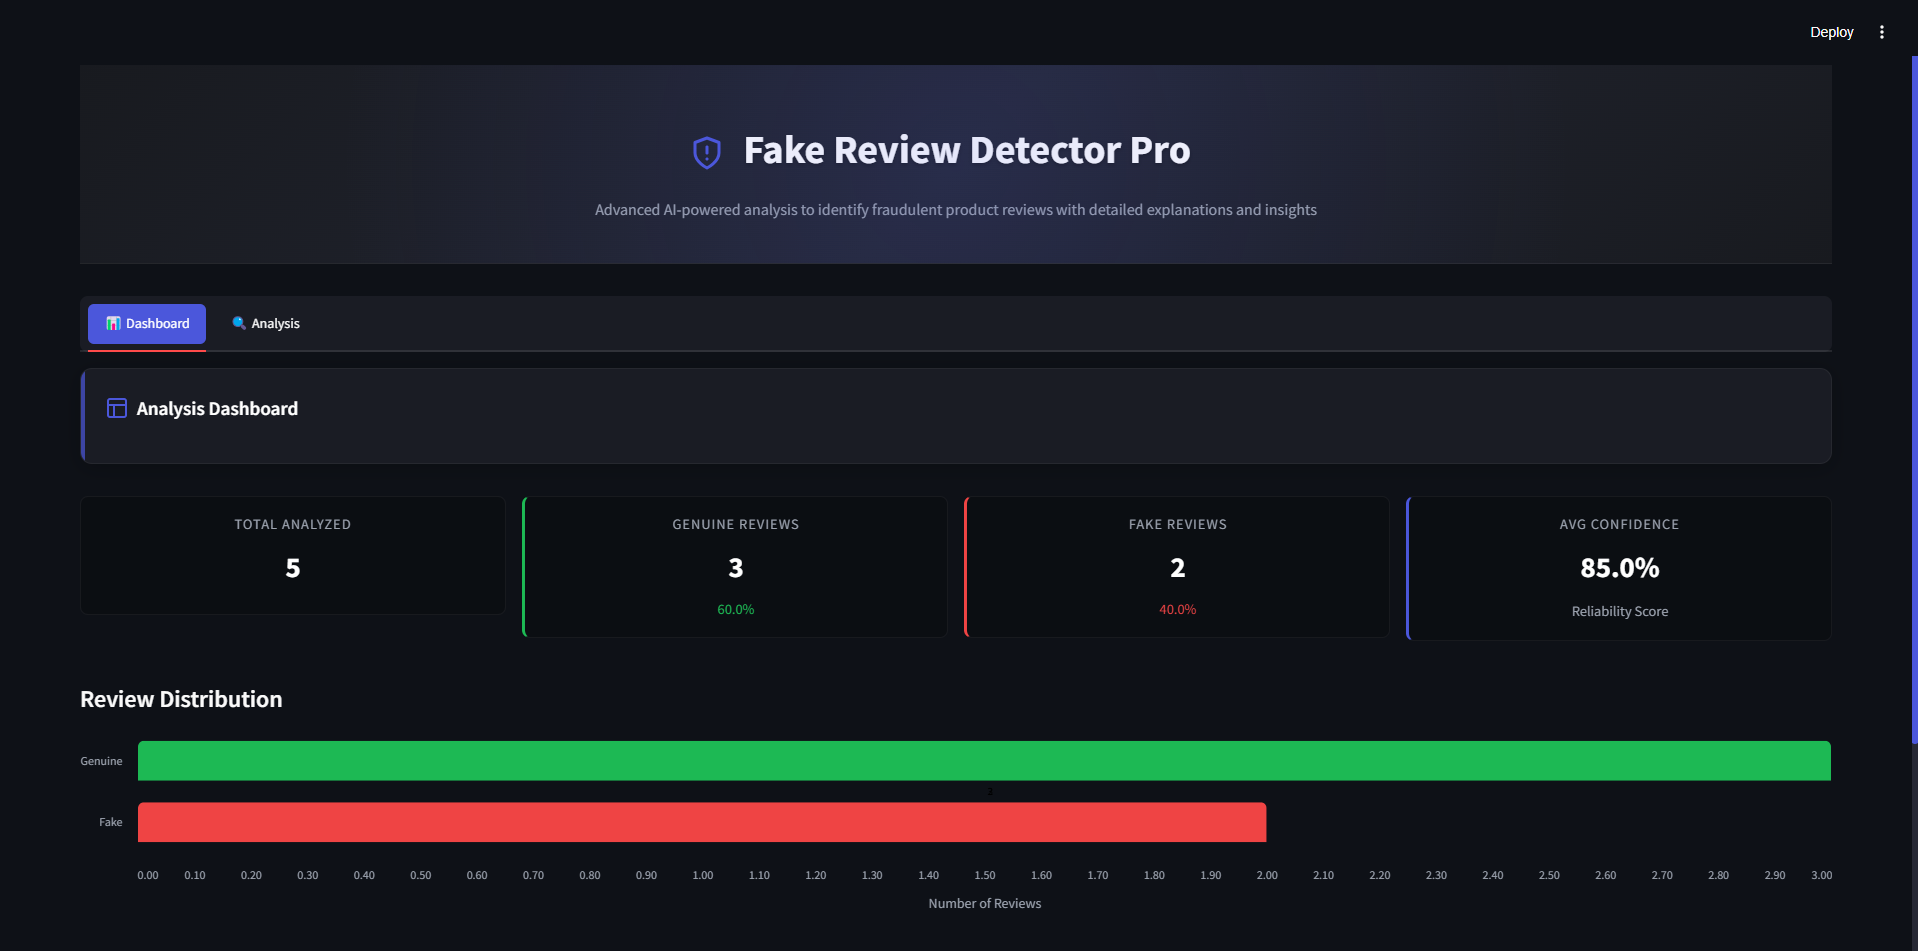 Deploy
Fake Review Detector Pro
Advanced AI-powered analysis to identify fraudulent product reviews with detailed explanations and insights
Dashboard
Analysis
Analysis Dashboard
TOTAL ANALYZED
5
GENUINE REVIEWS
3
60.0%
FAKE REVIEWS
2
40.0%
AVG CONFIDENCE
85.0%
Reliability Score
Review Distribution
Genuine
Fake
0.00 0.10 0.20 0.30 0.40 0.50 0.60 0.70 0.80 0.90 1.00 1.10 1.20 1.30 1.40 1.50 1.60 1.70 1.80 1.90 2.00 2.10 2.20 2.30 2.40 2.50 2.60 2.70 2.80 2.90 3.00
Number of Reviews